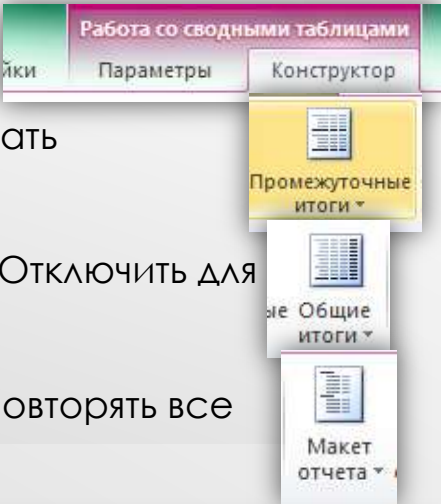 Работа со сводными таблицами
йки Параметры Конструктор
ать
Промежуточные
итоги
Отключить для
ые Общие
итоги
овторять все
Макет
отчета